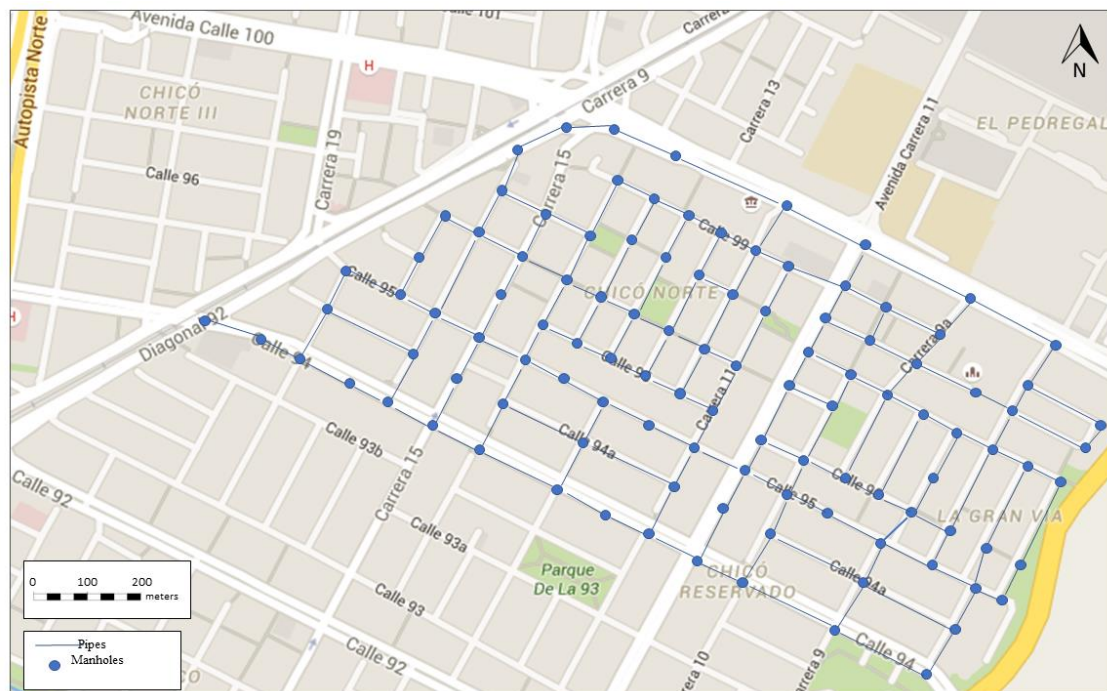 Avenida Calle 100
Calle 101
Carrera
Autopista Norte
CHICÓ
NORTE III
H
Carrera 19
Carrera 9
Carrera 13
Avenida Carrera 11
EL PEDREGAL
N
Calle 96
Carrera 15
Calle 99
Calle 95
CHICÓ NORTE
H
Diagonal 92
Calle 94
Carrera 9a
Carrera 11
Calle 93b
Calle 94a
Calle 92
Carrera 15
Calle 95
LA GRAN VIA
Calle 93a
Parque
De La 93
CHICÓ
RESERVADO
Calle 94a
0 100 200
meters
Calle 93
Pipes
Manholes
Calle 92
Carrera 10
Carrera 9
Calle 94
CO